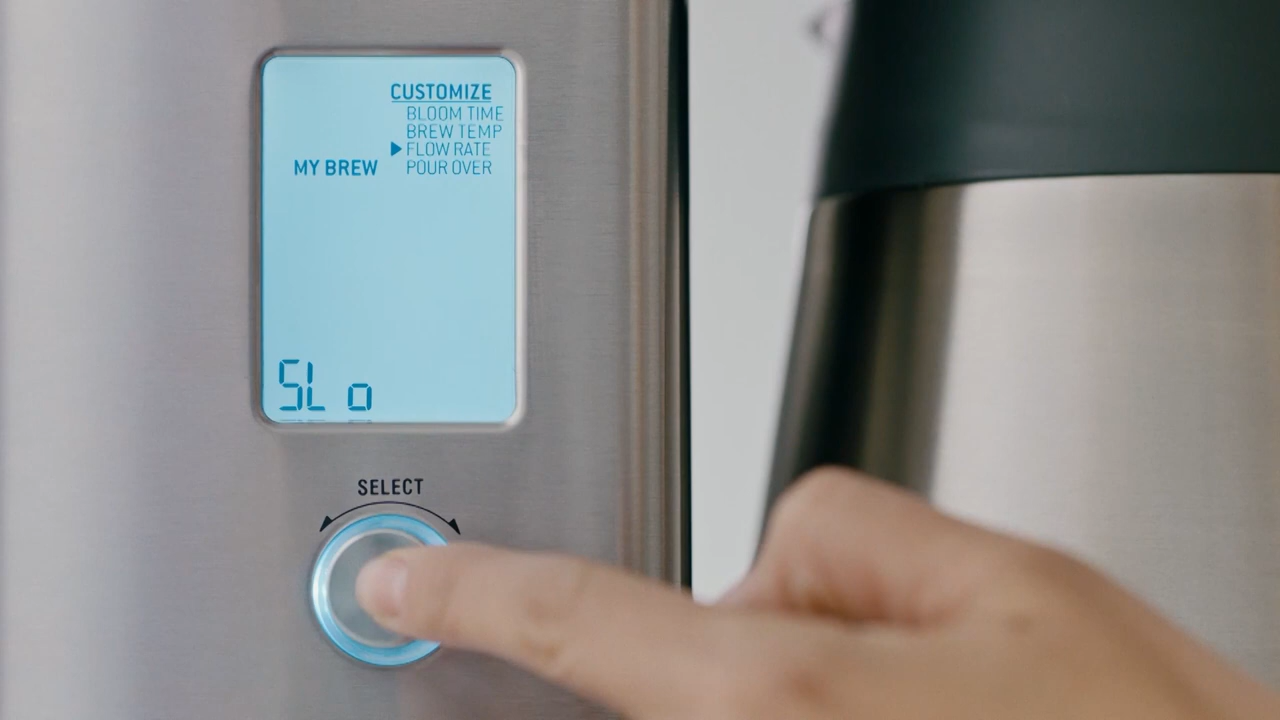 CUSTOMIZE
BLOOM TIME
BREW TEMP
FLOW RATE
MY BREW POUR OVER
SLo
SELECT